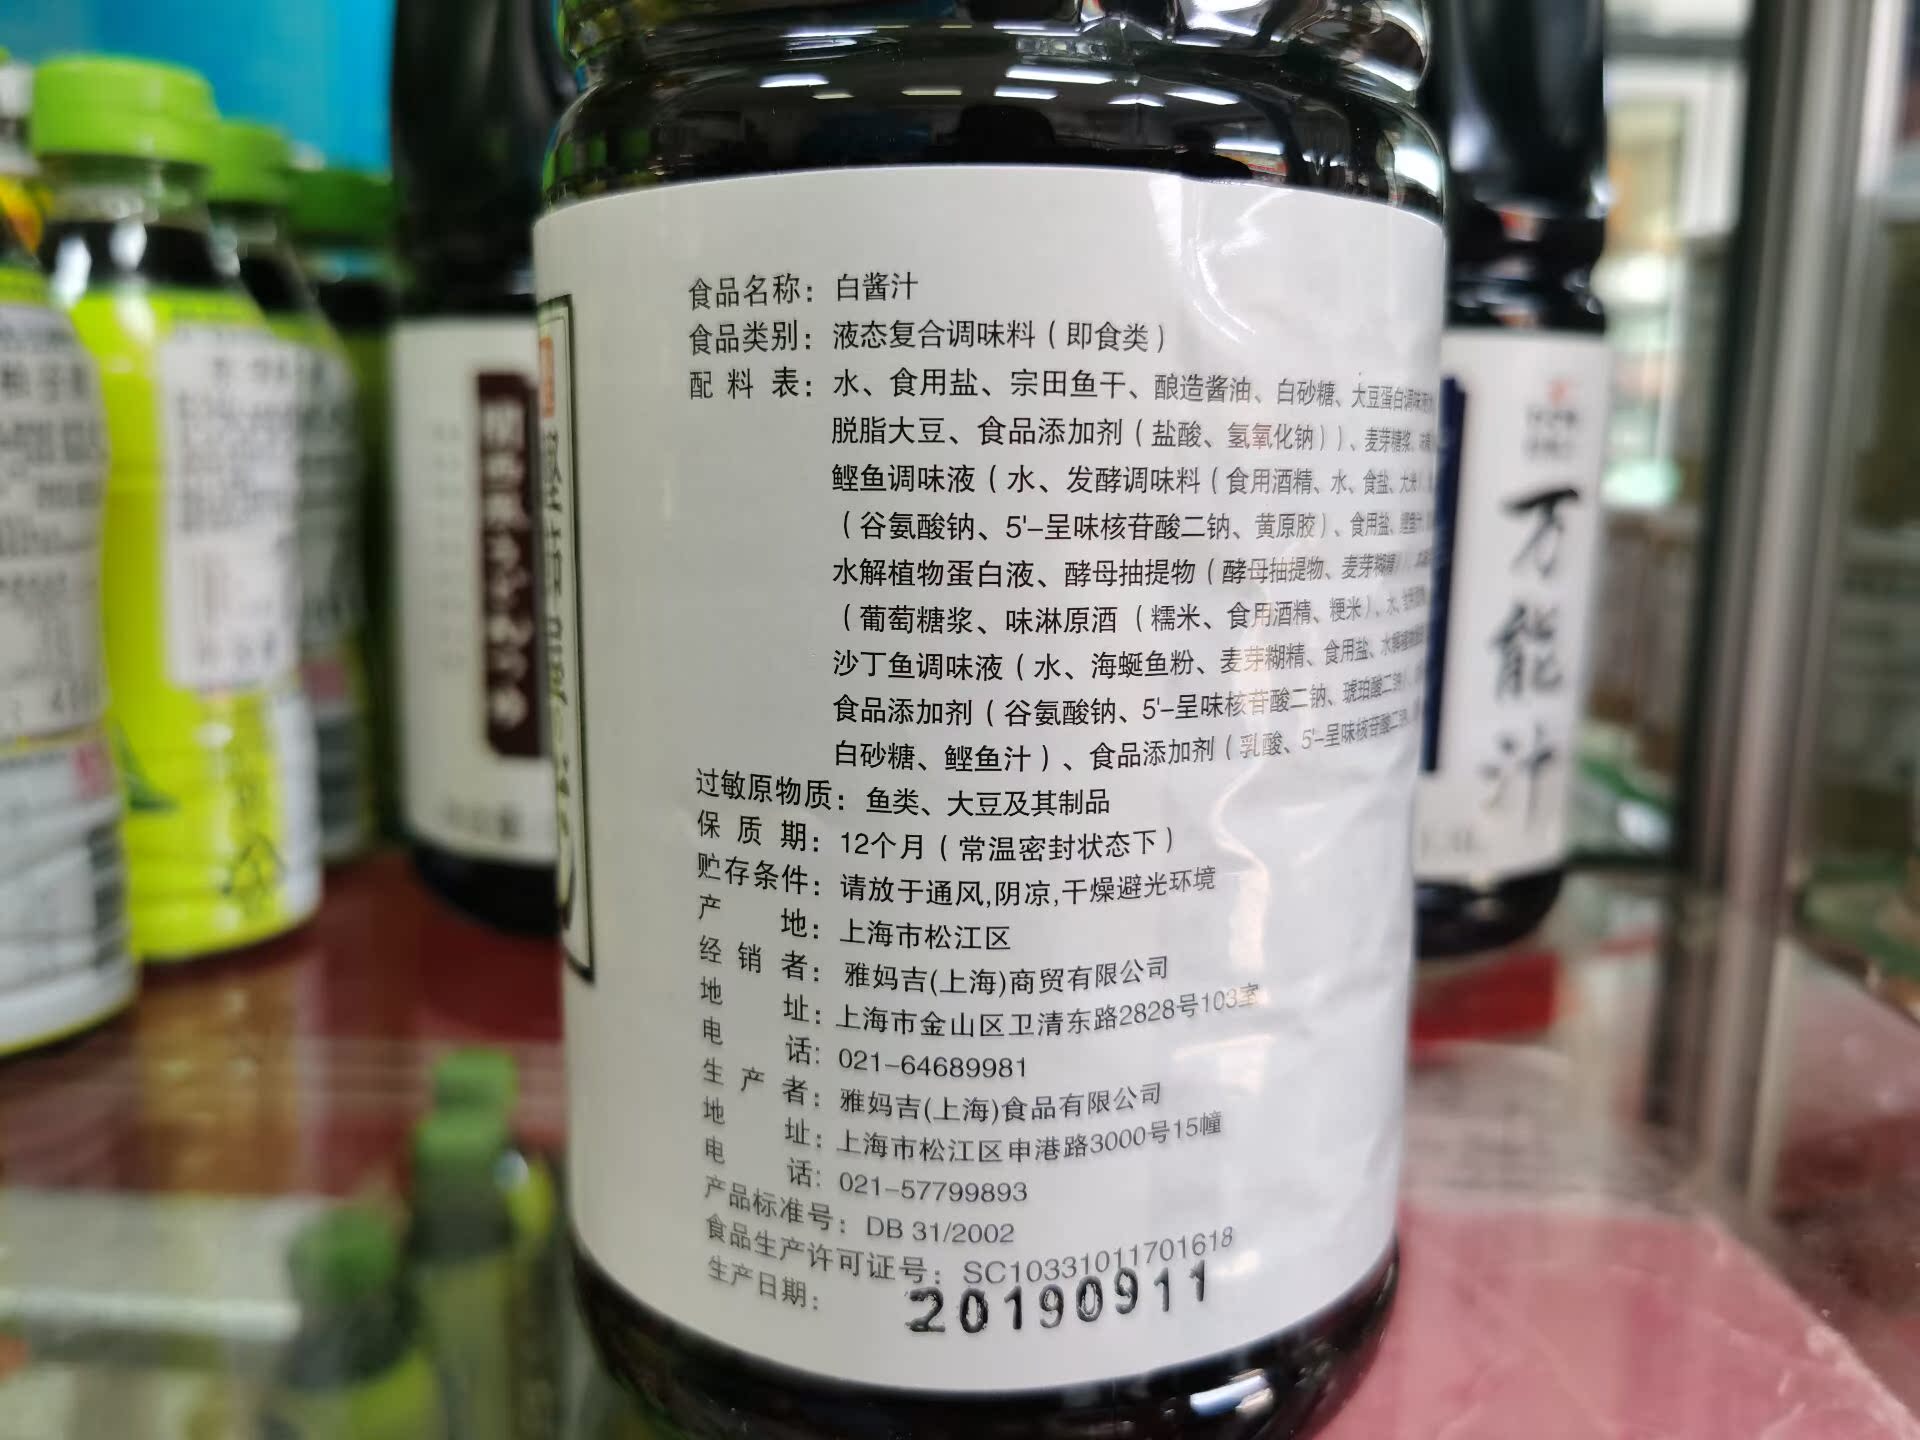 食品名称：白酱汁
食品类别：液态复合调味料（即食类）
配料表：水、食用盐、宗田鱼干、酿造酱油、白砂糖、大豆蛋白调味液
脱脂大豆、食品添加剂（盐酸、氢氧化钠））、麦芽糖浆、
鲣鱼调味液（水、发酵调味料（食用酒精、水、食盐、大米）
（谷氨酸钠、5'-呈味核苷酸二钠、黄原胶）、食用盐、鲣鱼汁、
水解植物蛋白液、酵母抽提物（酵母抽提物、麦芽糊精）、
（葡萄糖浆、味淋原酒（糯米、食用酒精、粳米）、水、
沙丁鱼调味液（水、海蜒鱼粉、麦芽糊精、食用盐、
食品添加剂（谷氨酸钠、5'-呈味核苷酸二钠、琥珀酸二钠）
白砂糖、鲣鱼汁）、食品添加剂（乳酸、5'-呈味核苷酸二钠、
过敏原物质：鱼类、大豆及其制品
保质期：12个月（常温密封状态下）
贮存条件：请放于通风,阴凉,干燥避光环境
产地：上海市松江区
经销者：雅妈吉(上海)商贸有限公司
地址：上海市金山区卫清东路2828号103室
电话：021-64689981
生产者：雅妈吉(上海)食品有限公司
地址：上海市松江区申港路3000号15幢
电话：021-57799893
产品标准号：DB 31/2002
食品生产许可证号：SC10331011701618
生产日期：20190911
万能汁